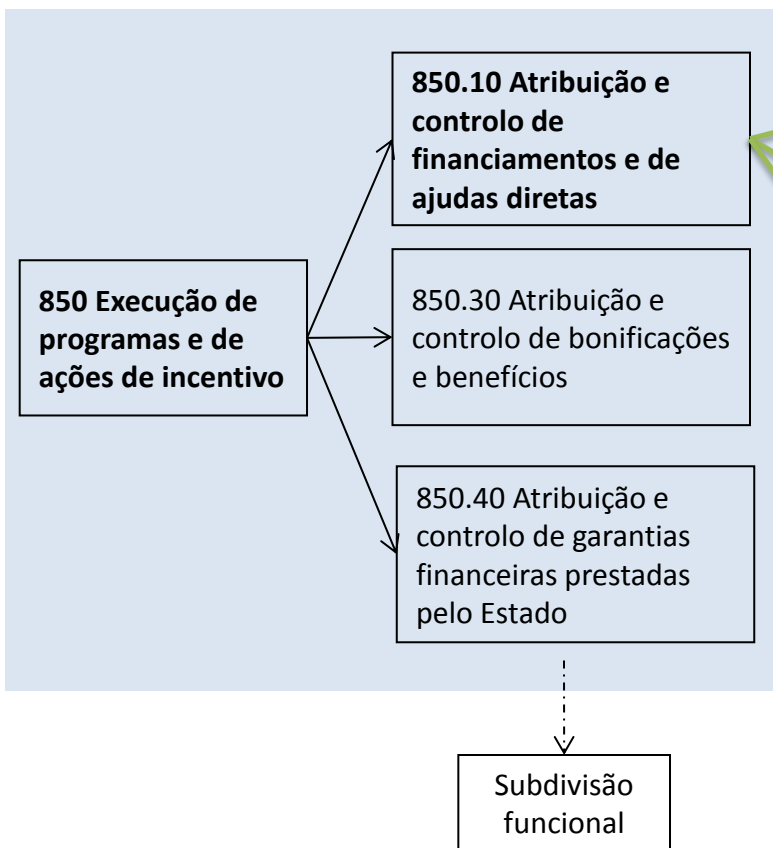 850.10 Atribuição e
controlo de
financiamentos e de
ajudas diretas
850 Execução de
programas e de
ações de incentivo
850.30 Atribuição e
controlo de bonificações
e benefícios
850.40 Atribuição e
controlo de garantias
financeiras prestadas
pelo Estado
Subdivisão
funcional